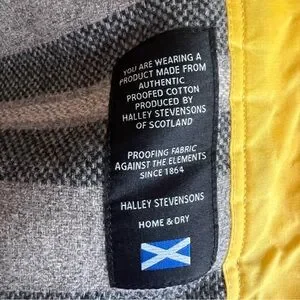 YOU ARE WEARING A
PRODUCT MADE FROM
AUTHENTIC
PROOFED COTTON
PRODUCED BY
HALLEY STEVENSONS
OF SCOTLAND
PROOFING FABRIC
AGAINST THE ELEMENTS
SINCE 1864
HALLEY STEVENSONS
HOME & DRY